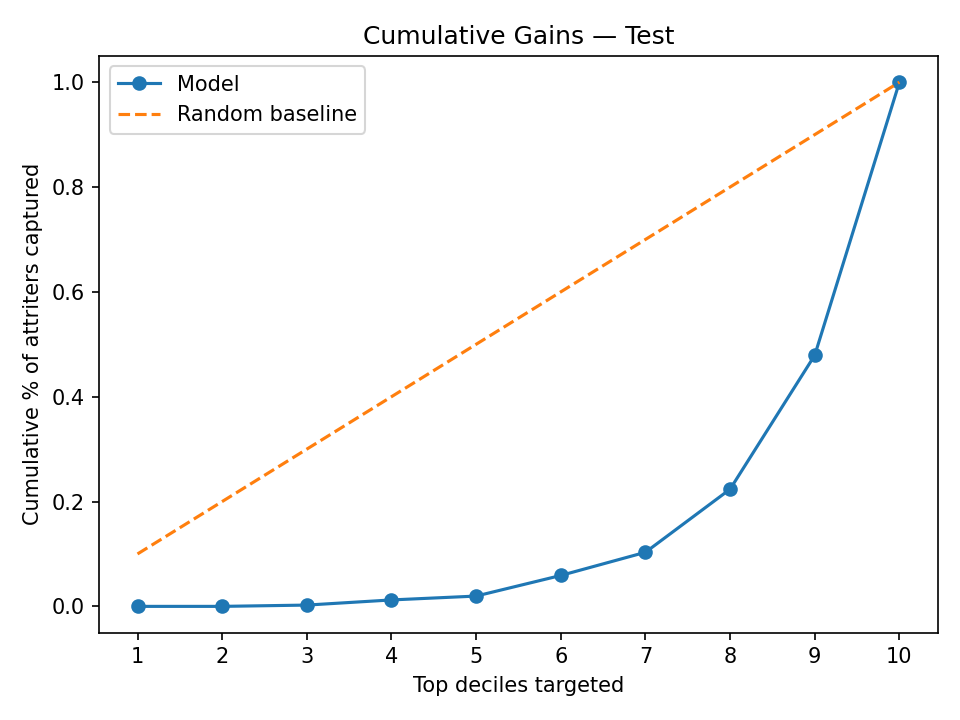 Cumulative Gains — Test
Model
Random baseline
Cumulative % of attriters captured
1.0
0.8
0.6
0.4
0.2
0.0
1 2 3 4 5 6 7 8 9 10
Top deciles targeted